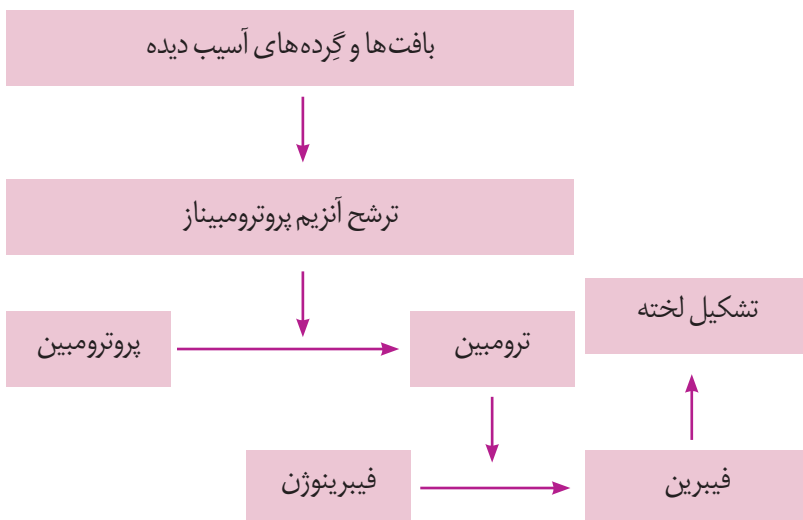 بافت‌ها و گِرده‌های آسیب دیده
ترشح آنزیم پروترومبیناز
تشکیل لخته
ترومبین
پروترومبین
فیبرین
فیبرینوژن